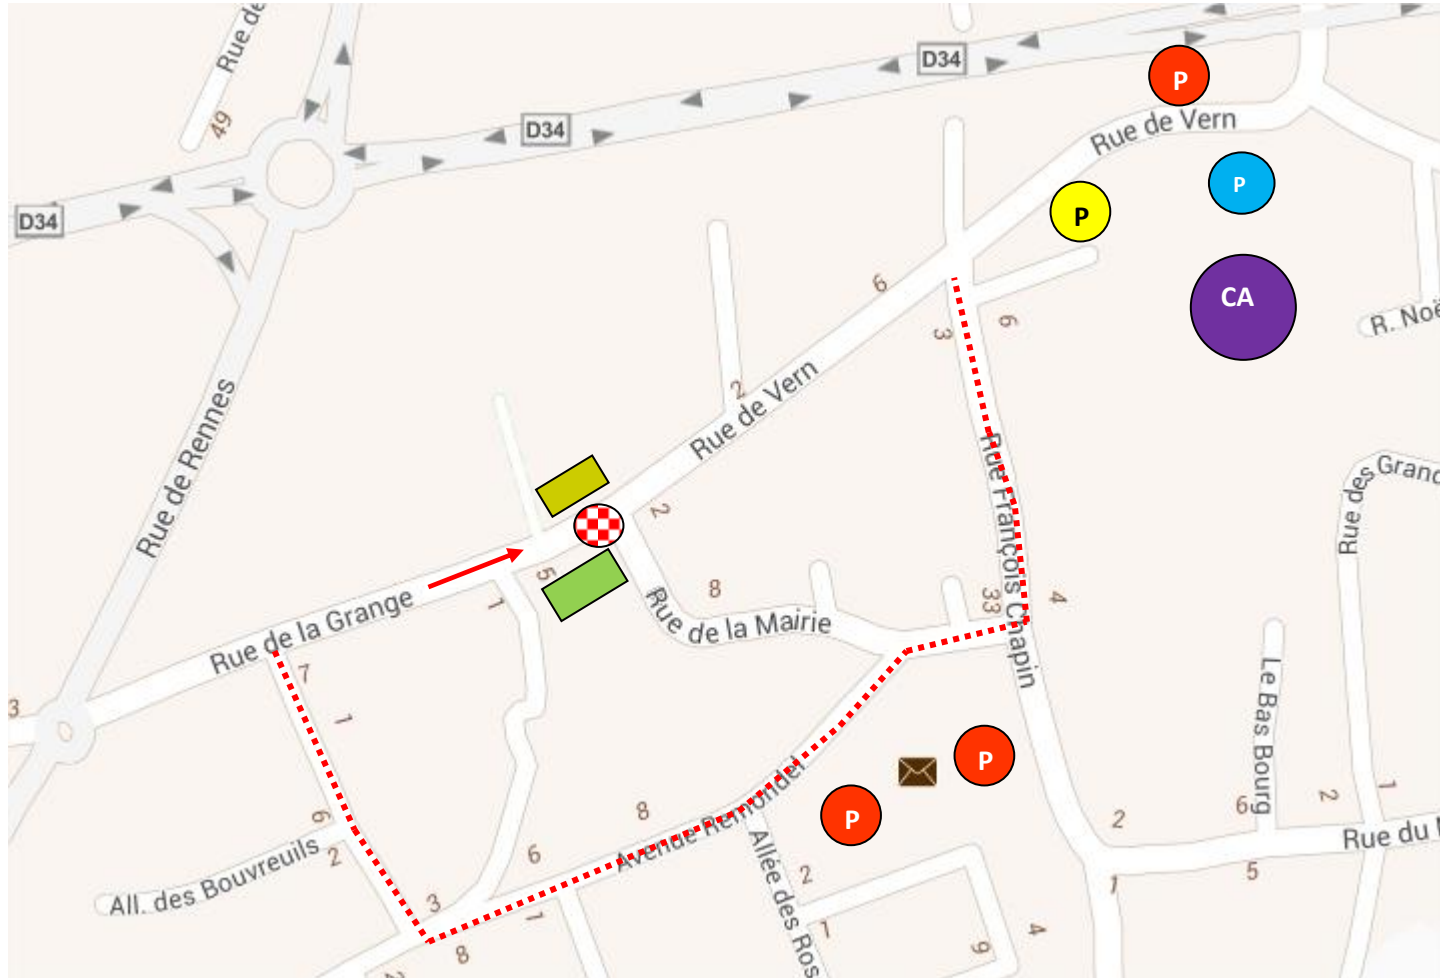 Rue de
49
D34
D34
D34
P
Rue de Vern
P
P
CA
R. Noë
6
3
6
2
Rue de Vern
Rue de Rennes
Rue des Grand
2
5
1
8
Rue de la Mairie
33
4
Rue François Chapin
Rue de la Grange
3
7
1
Le Bas Bourg
P
P
8
6
2
1
6
2
All. des Bouvreuils
6
Avenue Remondel
2
5
Rue du
Allée des Ros
2
1
1
3
1
8
4
9